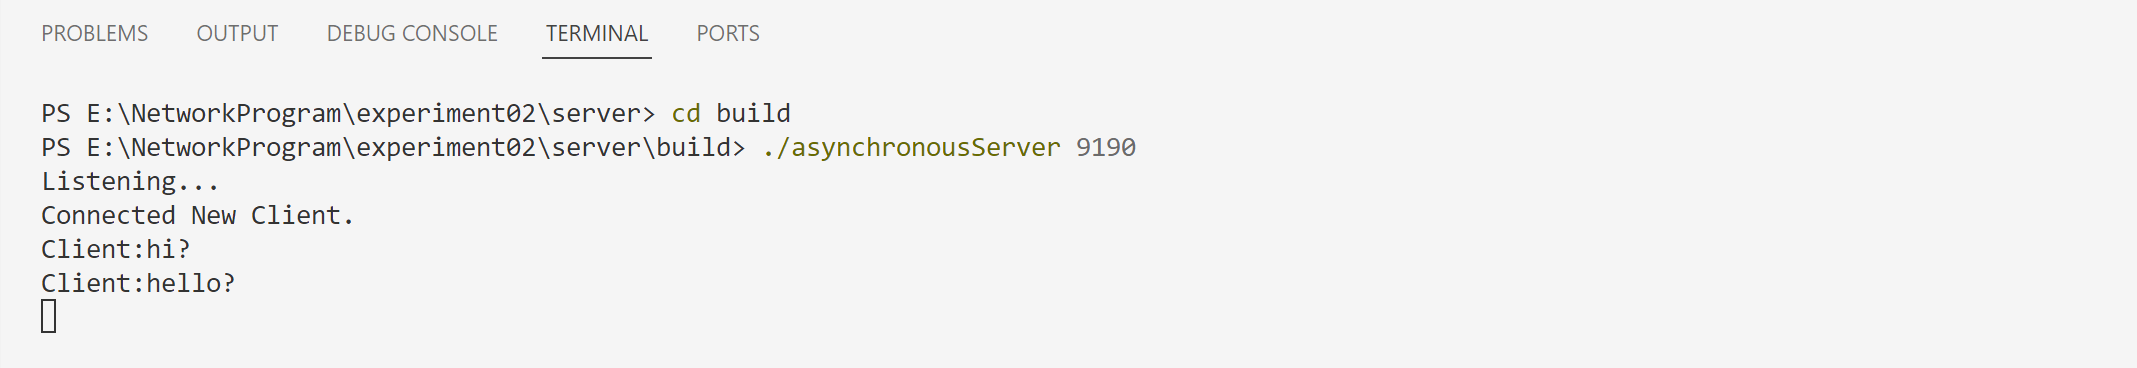 PROBLEMS OUTPUT DEBUG CONSOLE TERMINAL PORTS
PS E:\NetworkProgram\experiment02\server> cd build
PS E:\NetworkProgram\experiment02\server\build> ./asynchronousServer 9190
Listening...
Connected New Client.
Client:hi?
Client:hello?